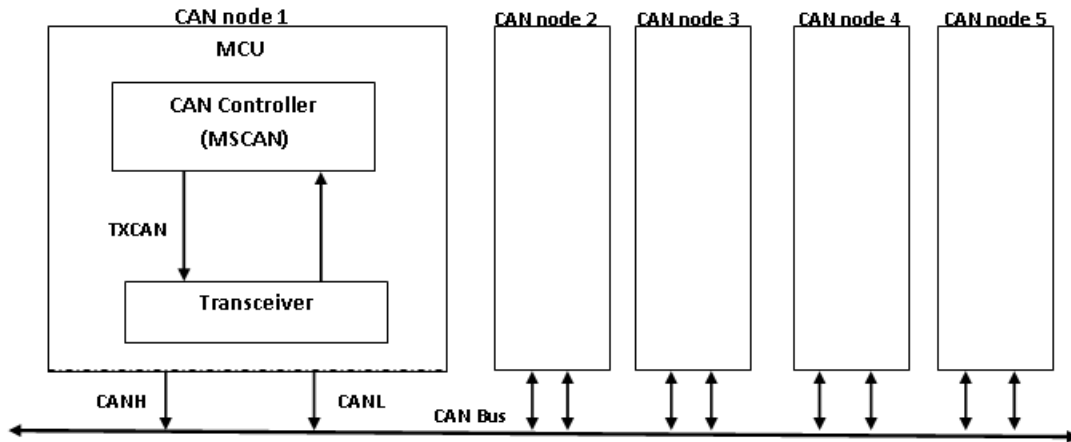 CAN node 1
CAN node 2
CAN node 3
CAN node 4
CAN node 5
MCU
CAN Controller
(MSCAN)
TXCAN
Transceiver
CANH
CANL
CAN Bus